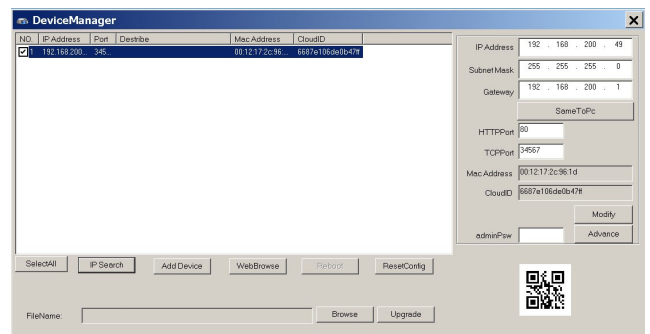 DeviceManager
NO. IP Address Port Destribe Mac Address CloudID
1 192.168.200... 345... 00:12:17:2c:96:... 6687e106de0b47ff
IP Address 192 . 168 . 200 . 49
Subnet Mask 255 . 255 . 255 . 0
Gateway 192 . 168 . 200 . 1
SameToPc
HTTPPort 80
TCPPort 34567
Mac Address 00:12:17:2c:96:1d
CloudID 6687e106de0b47ff
Modify
adminPsw Advance
SelectAll IP Search Add Device WebBrowse Reboot ResetConfig
FileName: Browse Upgrade